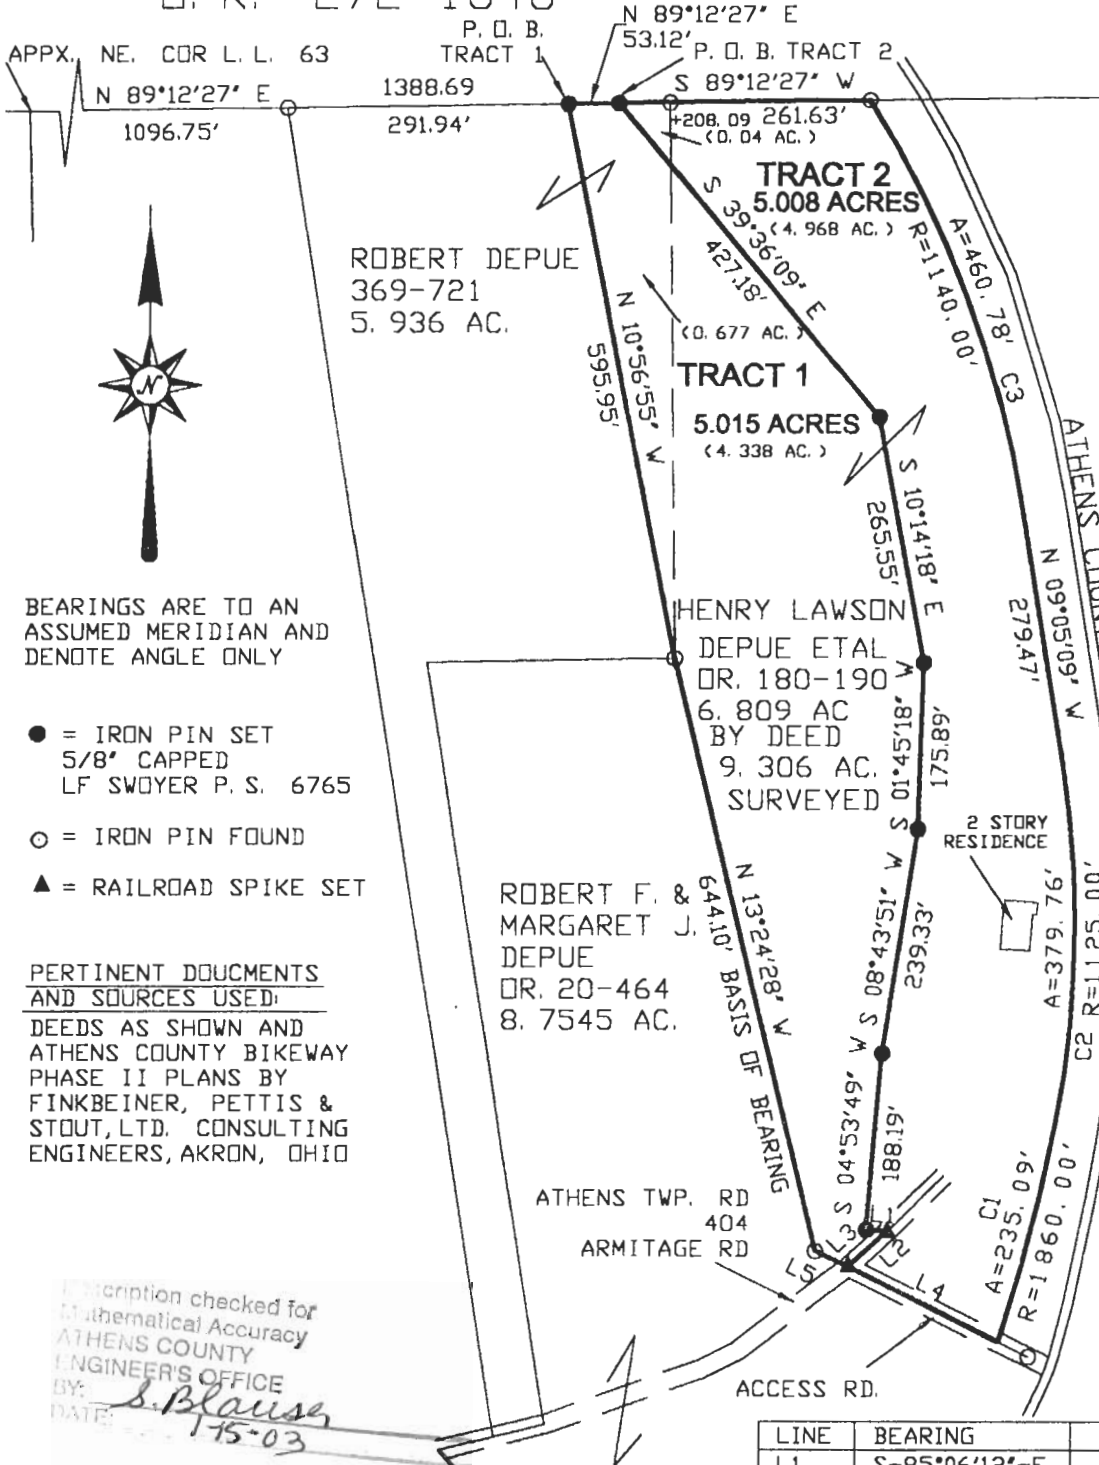 N 89°12'27" E
53.12'
P. O. B.
TRACT 1
P. O. B. TRACT 2
APPX. NE. COR L. L. 63
N 89°12'27" E
1096.75'
1388.69
291.94'
S 89°12'27" W
+208.09 261.63'
(0.04 AC.)
TRACT 2
5.008 ACRES
(4.968 AC.)
S 39°36'09" E
427.18'
A=460.78' C3
R=1140.00'
ROBERT DEPUE
369-721
5.936 AC.
N 10°56'55" W
595.95'
(0.677 AC.)
TRACT 1
5.015 ACRES
(4.338 AC.)
S 10°14'18" E
265.55'
ATHENS
N 09°05'09" W
279.47'
N
BEARINGS ARE TO AN
ASSUMED MERIDIAN AND
DENOTE ANGLE ONLY
HENRY LAWSON
DEPUE ETAL
OR. 180-190
6.809 AC
BY DEED
9.306 AC.
SURVEYED
S 01°45'18" W
175.89'
● = IRON PIN SET
5/8" CAPPED
LF SWOYER P. S. 6765
○ = IRON PIN FOUND
▲ = RAILROAD SPIKE SET
2 STORY
RESIDENCE
ROBERT F. &
MARGARET J.
DEPUE
OR. 20-464
8.7545 AC.
N 13°24'28" W
644.10' BASIS OF BEARING
S 08°43'51" W
239.33'
A=379.76'
C2 R=1125.00'
PERTINENT DOUCMENTS
AND SOURCES USED:
DEEDS AS SHOWN AND
ATHENS COUNTY BIKEWAY
PHASE II PLANS BY
FINKBEINER, PETTIS &
STOUT, LTD. CONSULTING
ENGINEERS, AKRON, OHIO
S 04°53'49" W
188.19'
ATHENS TWP. RD
404
ARMITAGE RD
L1
L2
L3
L4
L5
C1
A=235.09'
R=1860.00'
ACCESS RD.
checked for
Mathematical Accuracy
ATHENS COUNTY
ENGINEER'S OFFICE
BY: S. Blauser
DATE: 1-15-03
LINE BEARING
L1 S-85°06'12"-E